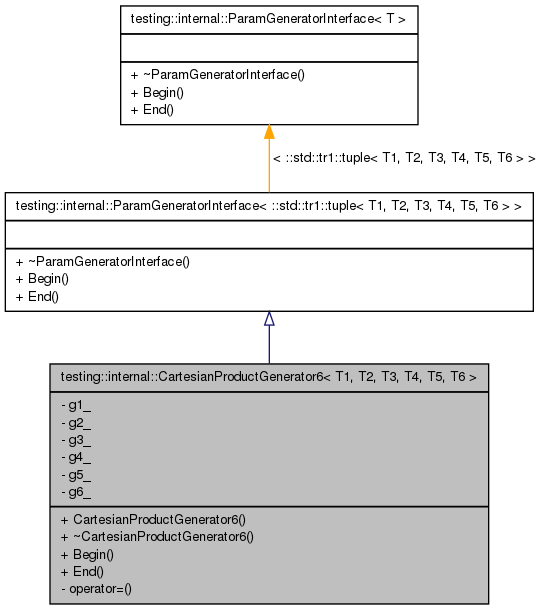 testing::internal::ParamGeneratorInterface< T >
+ ~ParamGeneratorInterface()
+ Begin()
+ End()
< ::std::tr1::tuple< T1, T2, T3, T4, T5, T6 > >
testing::internal::ParamGeneratorInterface< ::std::tr1::tuple< T1, T2, T3, T4, T5, T6 > >
+ ~ParamGeneratorInterface()
+ Begin()
+ End()
testing::internal::CartesianProductGenerator6< T1, T2, T3, T4, T5, T6 >
- g1_
- g2_
- g3_
- g4_
- g5_
- g6_
+ CartesianProductGenerator6()
+ ~CartesianProductGenerator6()
+ Begin()
+ End()
- operator=()